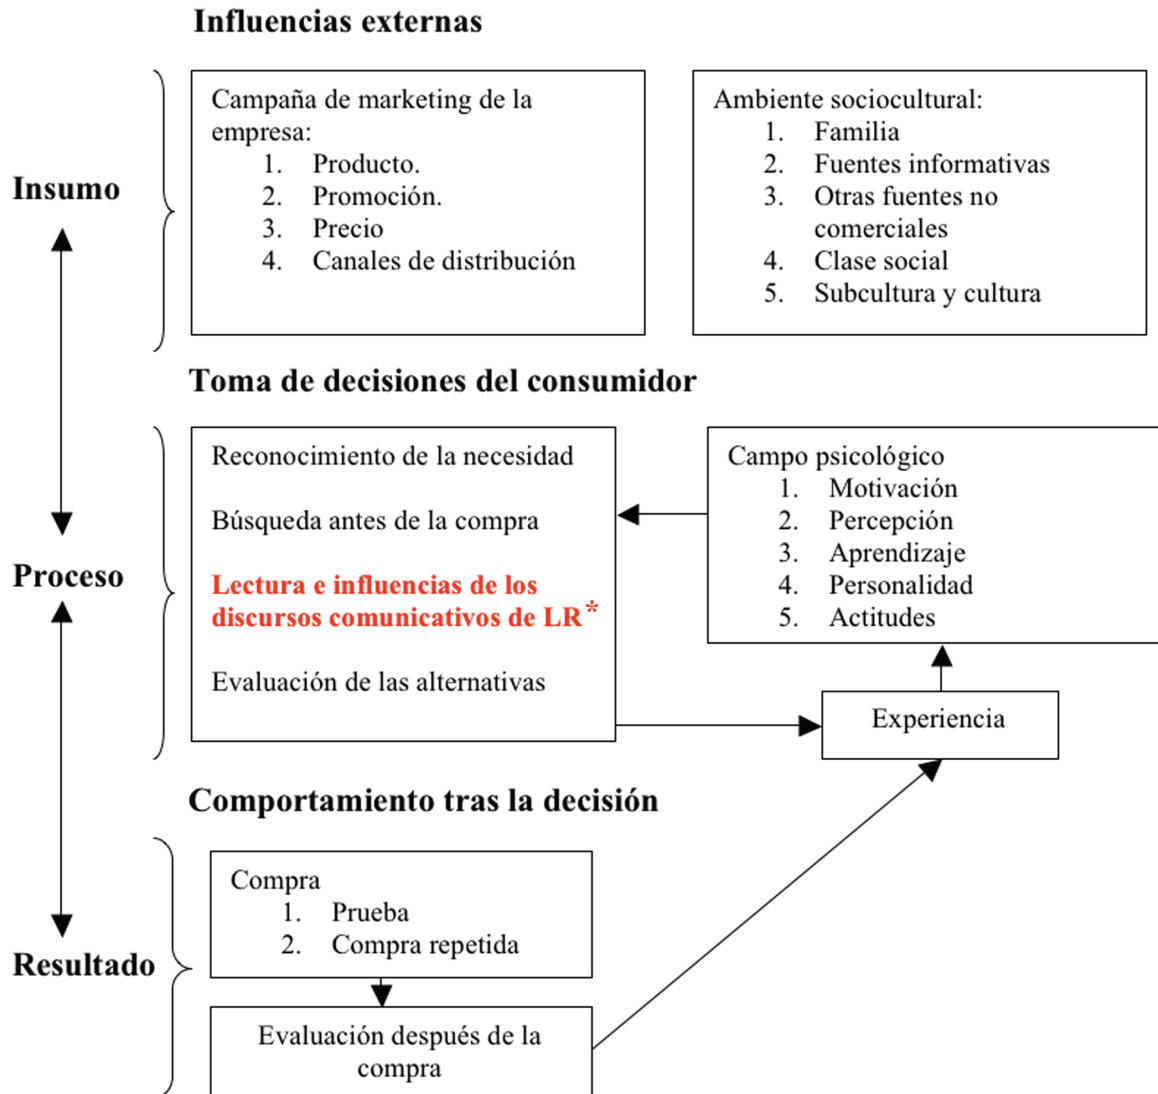 Influencias externas
Insumo
Campaña de marketing de la
empresa:
1. Producto.
2. Promoción.
3. Precio
4. Canales de distribución
Ambiente sociocultural:
1. Familia
2. Fuentes informativas
3. Otras fuentes no
comerciales
4. Clase social
5. Subcultura y cultura
Toma de decisiones del consumidor
Proceso
Reconocimiento de la necesidad
Búsqueda antes de la compra
Lectura e influencias de los
discursos comunicativos de LR*
Evaluación de las alternativas
Campo psicológico
1. Motivación
2. Percepción
3. Aprendizaje
4. Personalidad
5. Actitudes
Experiencia
Comportamiento tras la decisión
Resultado
Compra
1. Prueba
2. Compra repetida
Evaluación después de la
compra